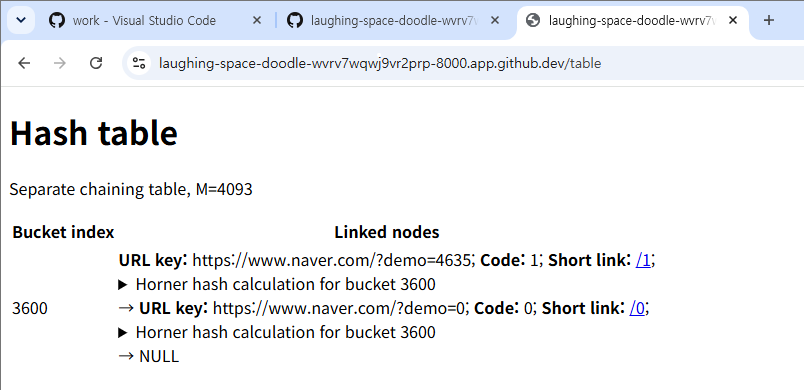 work - Visual Studio Code
laughing-space-doodle-wvrv7w
laughing-space-doodle-wvrv7w
laughing-space-doodle-wvrv7wqwj9vr2prp-8000.app.github.dev/table
Hash table
Separate chaining table, M=4093
Bucket index Linked nodes
URL key: https://www.naver.com/?demo=4635; Code: 1; Short link: /1;
▶ Horner hash calculation for bucket 3600
3600 → URL key: https://www.naver.com/?demo=0; Code: 0; Short link: /0;
▶ Horner hash calculation for bucket 3600
→ NULL